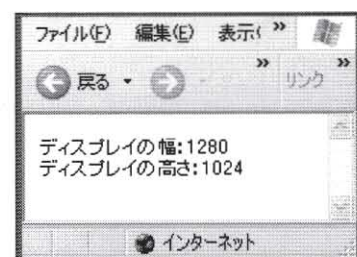 ファイル(F) 編集(E) 表示( »
戻る » リンク »
ディスプレイの幅:1280
ディスプレイの高さ:1024
インターネット